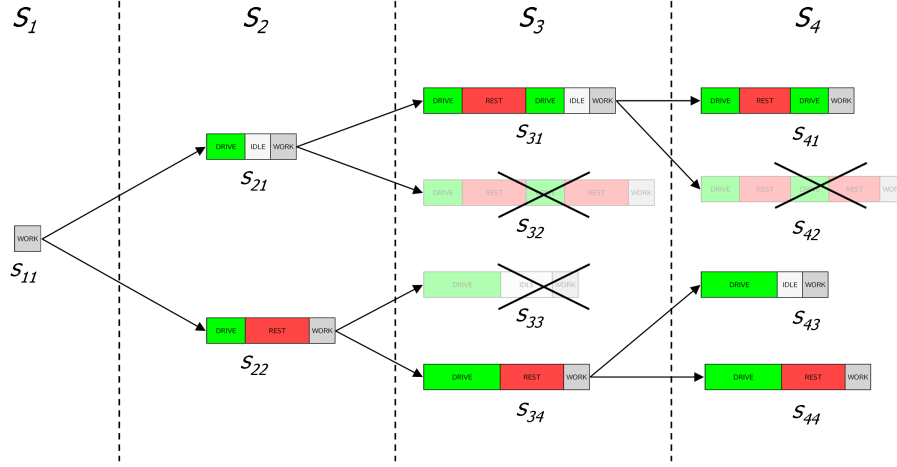 S1 S2 S3 S4
DRIVE REST DRIVE IDLE WORK
DRIVE REST DRIVE WORK
S31
S41
DRIVE IDLE WORK
S21
DRIVE REST DRIVE REST WORK
DRIVE REST DRIVE REST WORK
S32
S42
WORK
S11
DRIVE IDLE WORK
DRIVE IDLE WORK
S33
S43
DRIVE REST WORK
S22
DRIVE REST WORK
DRIVE REST WORK
S34
S44